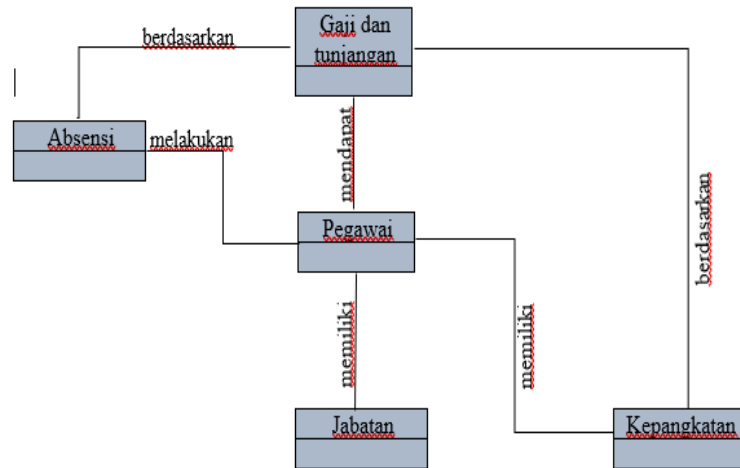 Gaji dan
tunjangan
berdasarkan
Absensi
melakukan
mendapat
Pegawai
berdasarkan
memiliki
memiliki
Jabatan
Kepangkatan